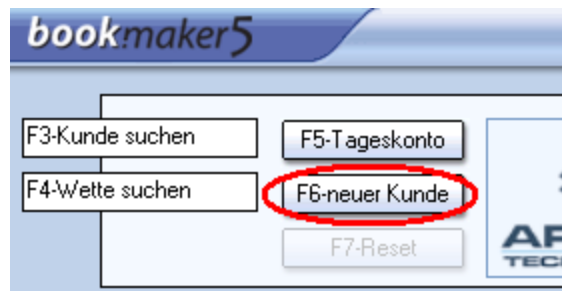 bookmaker5
F3-Kunde suchen
F5-Tageskonto
F4-Wette suchen
F6-neuer Kunde
F7-Reset